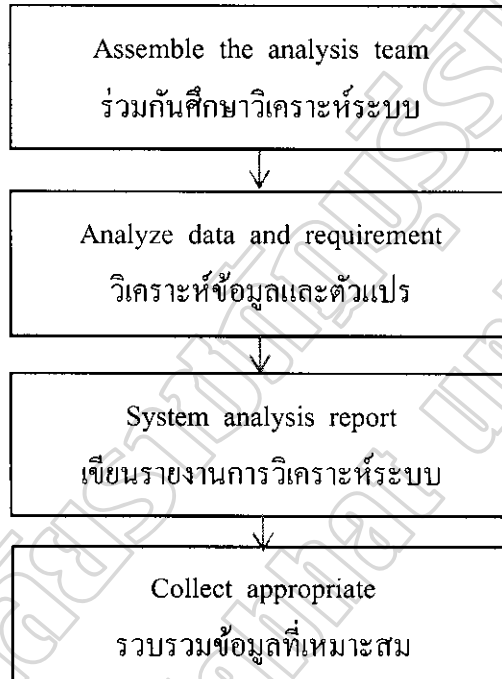 Assemble the analysis team
ร่วมกันศึกษาวิเคราะห์ระบบ
Analyze data and requirement
วิเคราะห์ข้อมูลและตัวแปร
System analysis report
เขียนรายงานการวิเคราะห์ระบบ
Collect appropriate
รวบรวมข้อมูลที่เหมาะสม